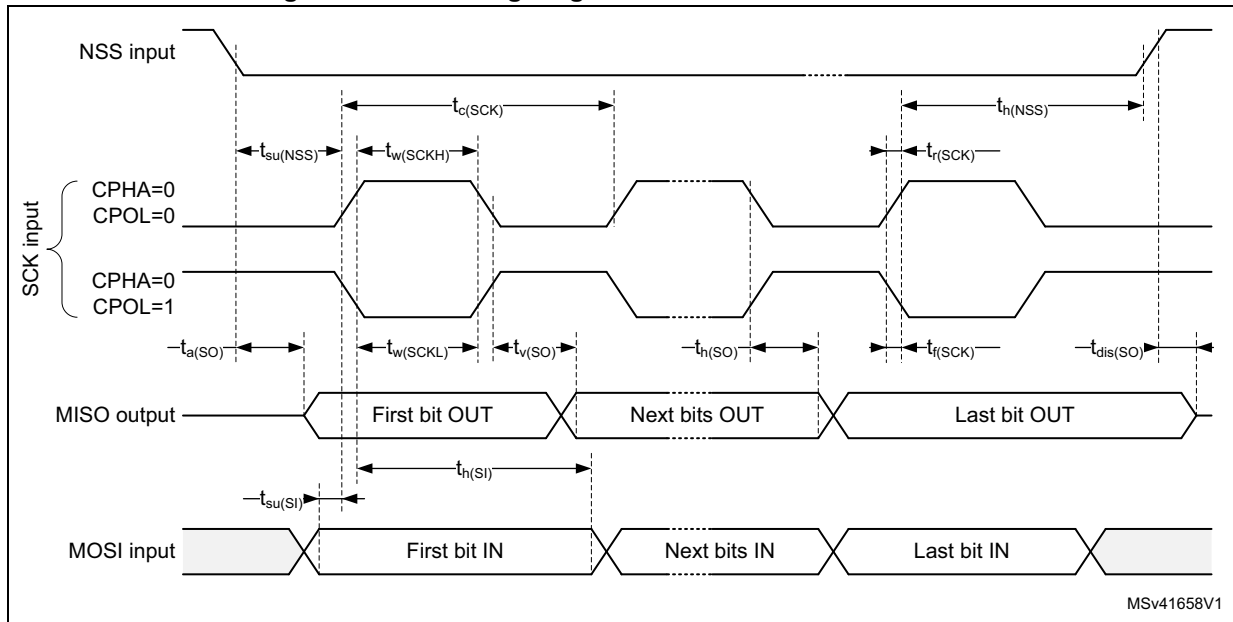 NSS input
tc(SCK)
th(NSS)
tsu(NSS)
tw(SCKH)
tr(SCK)
CPHA=0
CPOL=0
SCK input
CPHA=0
CPOL=1
ta(SO)
tw(SCKL)
tv(SO)
th(SO)
tf(SCK)
tdis(SO)
MISO output
First bit OUT
Next bits OUT
Last bit OUT
th(SI)
tsu(SI)
MOSI input
First bit IN
Next bits IN
Last bit IN
MSv41658V1